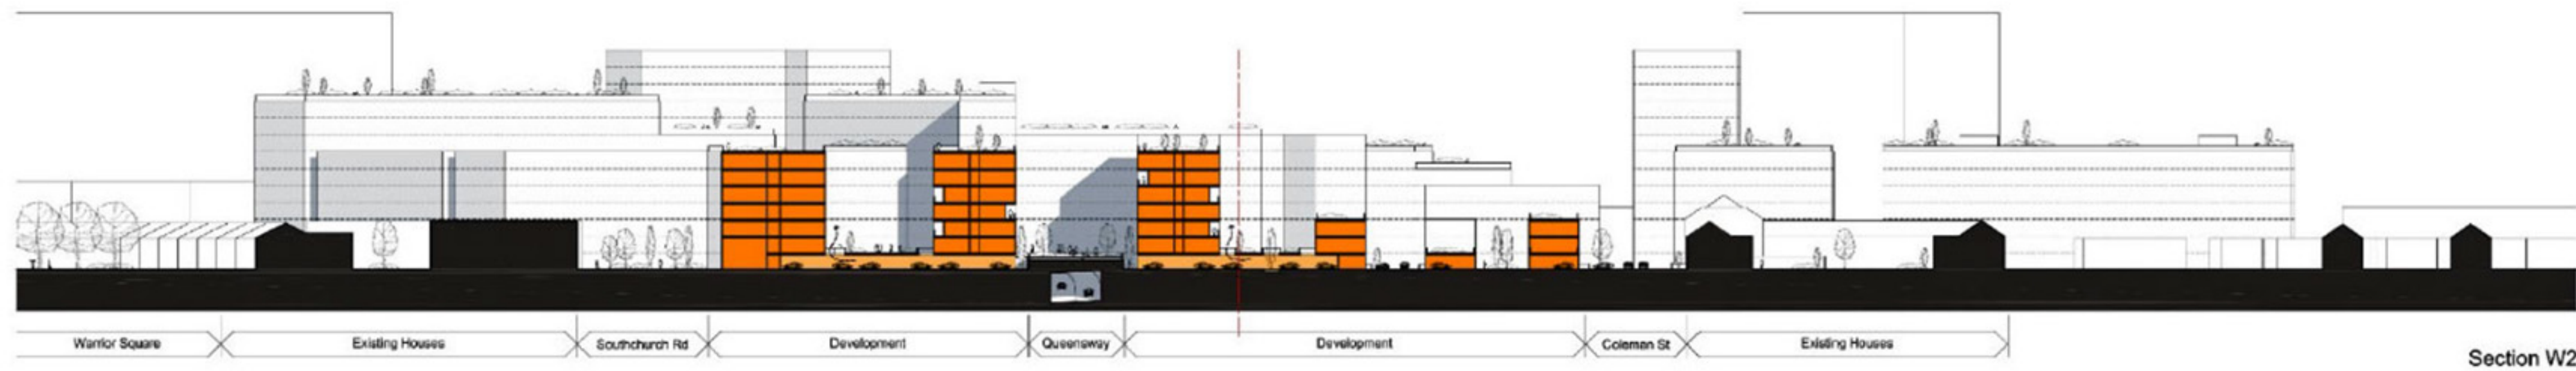 Warrior Square
Existing Houses
Southchurch Rd
Development
Queensway
Development
Coleman St
Existing Houses
Section W2